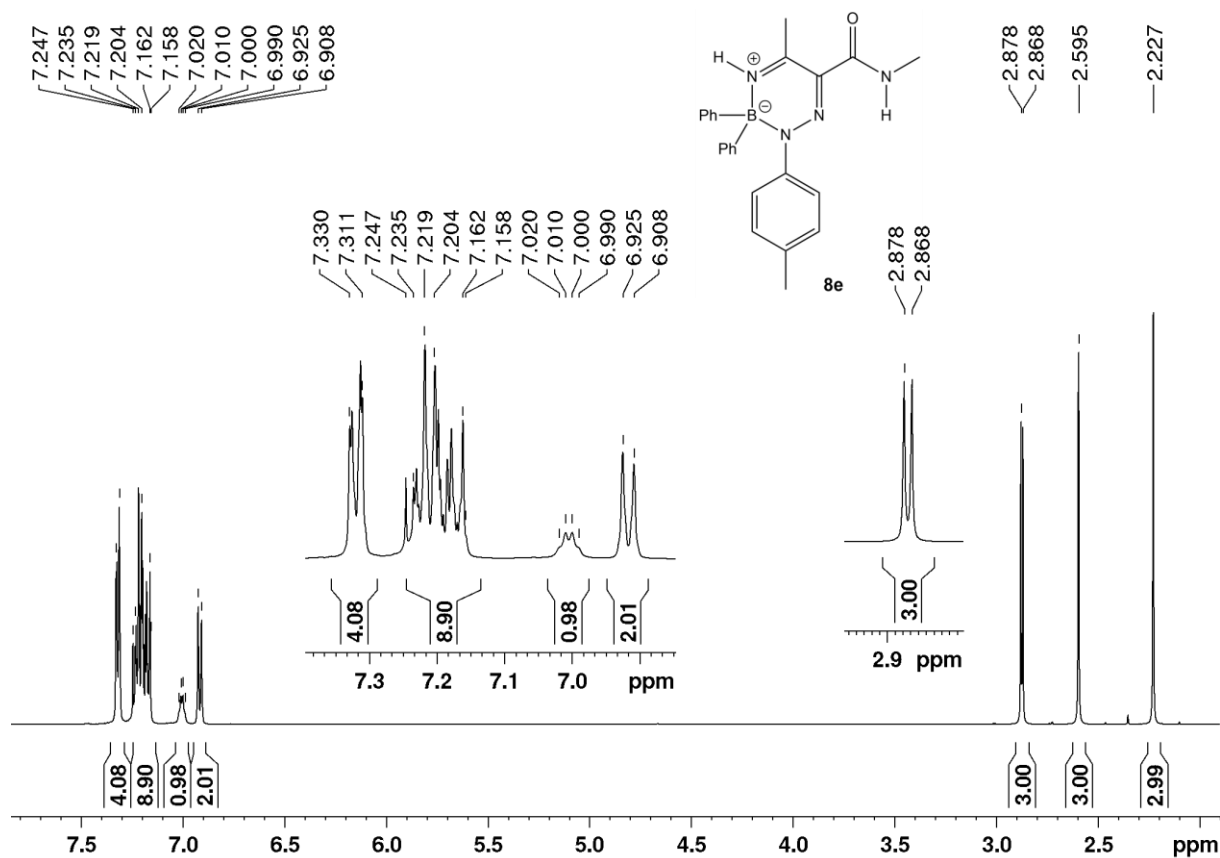 7.247 7.235 7.219 7.204 7.162 7.158 7.020 7.010 7.000 6.990 6.925 6.908
2.878 2.868 2.595 2.227
O
H N ⊕ N H
Ph B ⊖ N N
Ph
8e
7.330 7.311 7.247 7.235 7.219 7.204 7.162 7.158 7.020 7.010 7.000 6.990 6.925 6.908
2.878 2.868
4.08 8.90 0.98 2.01
7.3 7.2 7.1 7.0 ppm
3.00
2.9 ppm
4.08 8.90 0.98 2.01 3.00 3.00 2.99
7.5 7.0 6.5 6.0 5.5 5.0 4.5 4.0 3.5 3.0 2.5 ppm